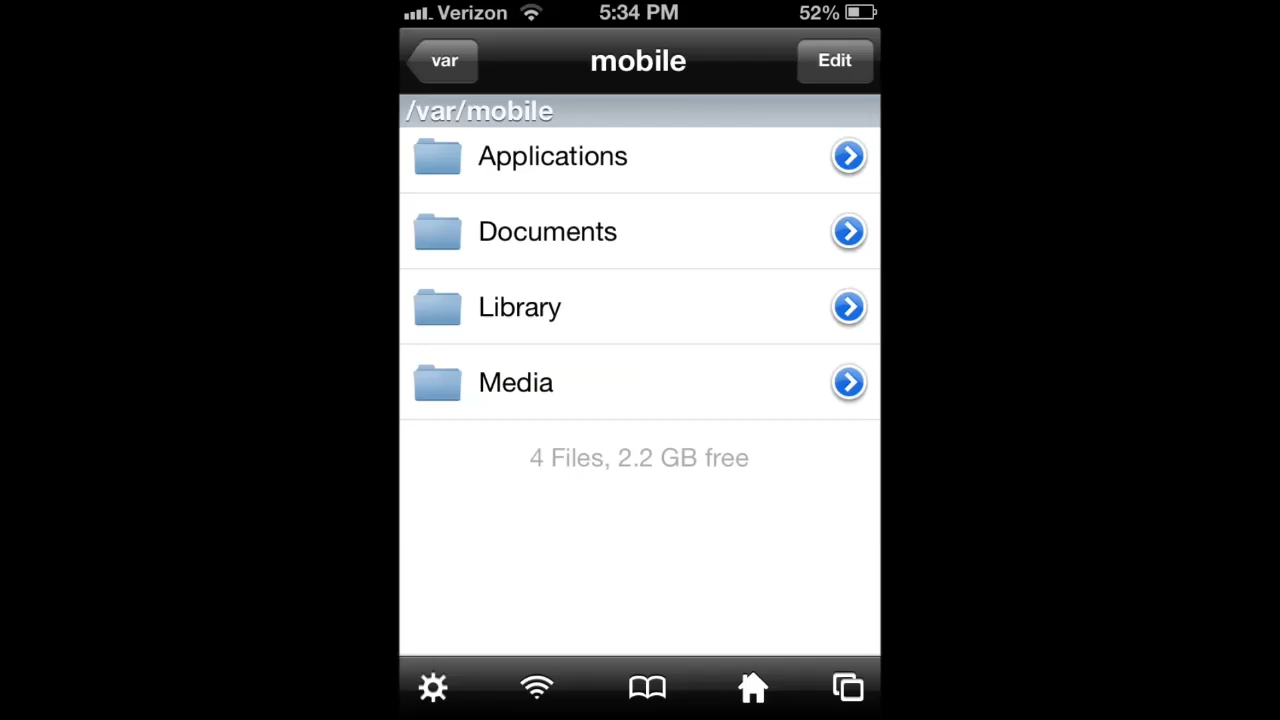 Verizon 5:34 PM 52%
var mobile Edit
/var/mobile
Applications
Documents
Library
Media
4 Files, 2.2 GB free